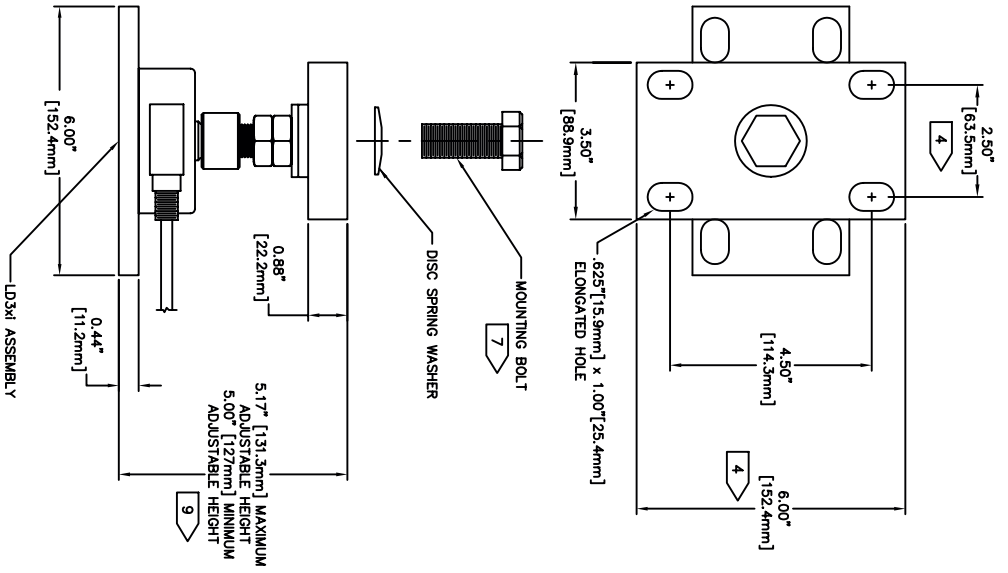 2.50"
[63.5mm]
4
3.50"
[88.9mm]
.625"[15.9mm] x 1.00"[25.4mm]
ELONGATED HOLE
4.50"
[114.3mm]
6.00"
[152.4mm]
4
MOUNTING BOLT
7
DISC SPRING WASHER
0.88"
[22.2mm]
6.00"
[152.4mm]
0.44"
[11.2mm]
LD3xi ASSEMBLY
5.17" [131.3mm] MAXIMUM
ADJUSTABLE HEIGHT
5.00" [127mm] MINIMUM
ADJUSTABLE HEIGHT
9